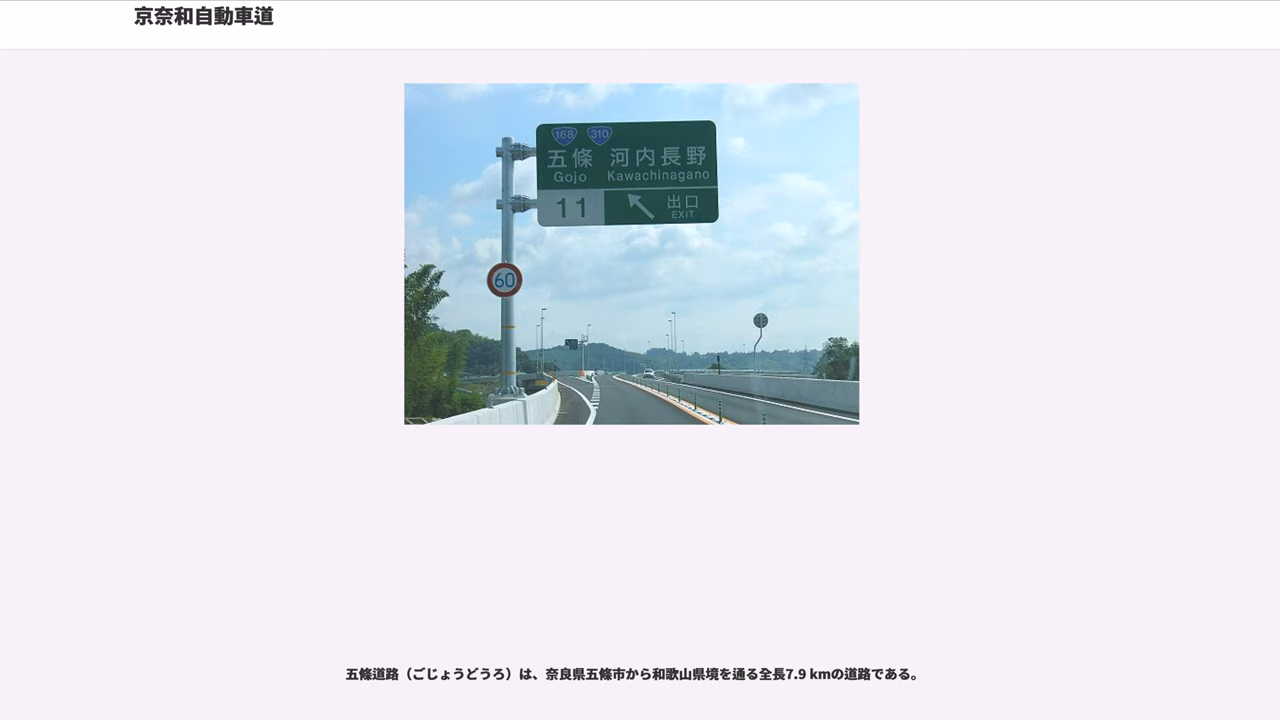 京奈和自動車道
168 310
五條 河内長野
Gojo Kawachinagano
11 出口
EXIT
60
五條道路（ごじょうどうろ）は、奈良県五條市から和歌山県境を通る全長7.9 kmの道路である。